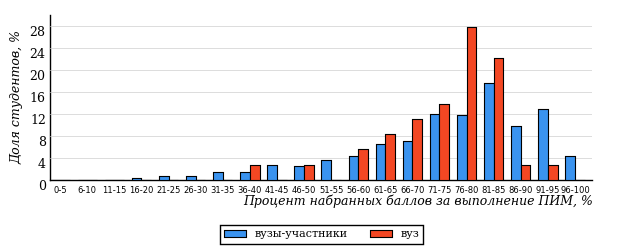 Доля студентов, %
28
24
20
16
12
8
4
0
0-5 6-10 11-15 16-20 21-25 26-30 31-35 36-40 41-45 46-50 51-55 56-60 61-65 66-70 71-75 76-80 81-85 86-90 91-95 96-100
Процент набранных баллов за выполнение ПИМ, %
вузы-участники вуз